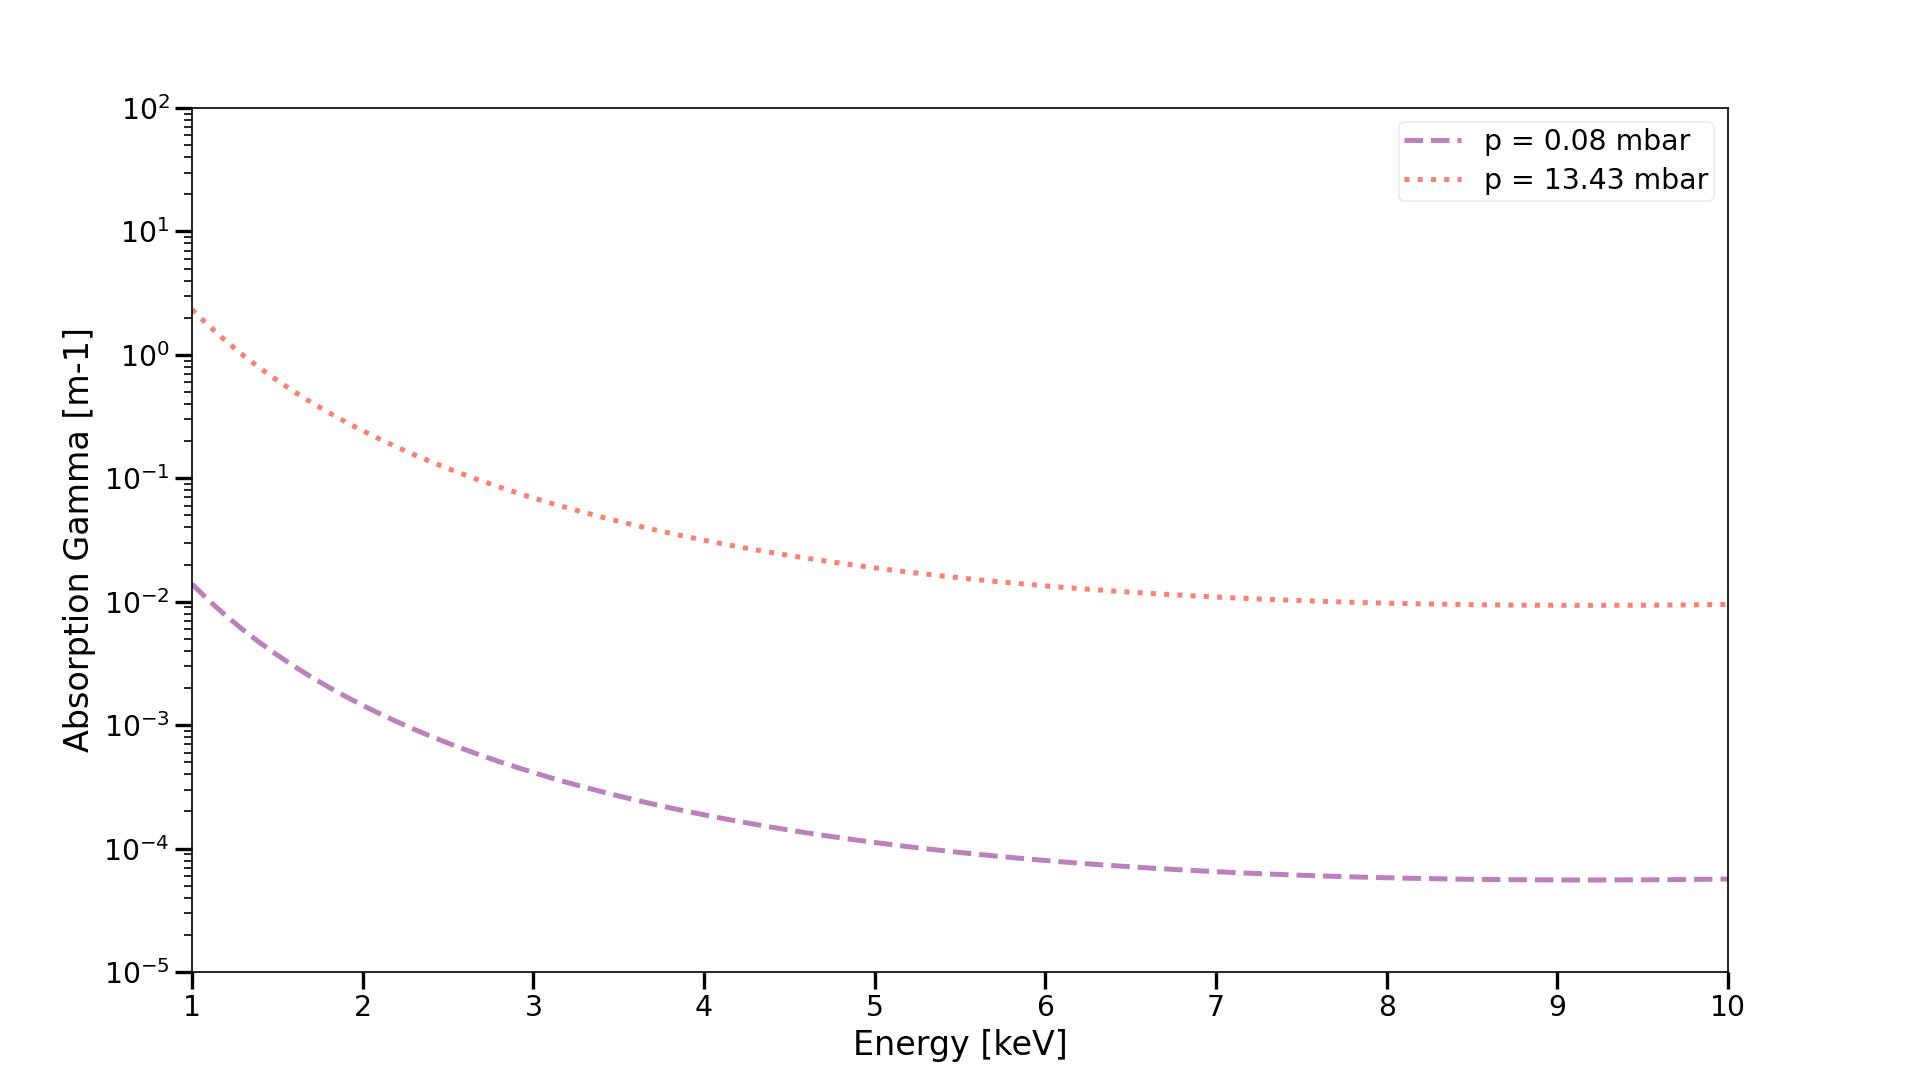 10²
10¹
10⁰
10⁻¹
10⁻²
10⁻³
10⁻⁴
10⁻⁵
Absorption Gamma [m-1]
p = 0.08 mbar
p = 13.43 mbar
1 2 3 4 5 6 7 8 9 10
Energy [keV]